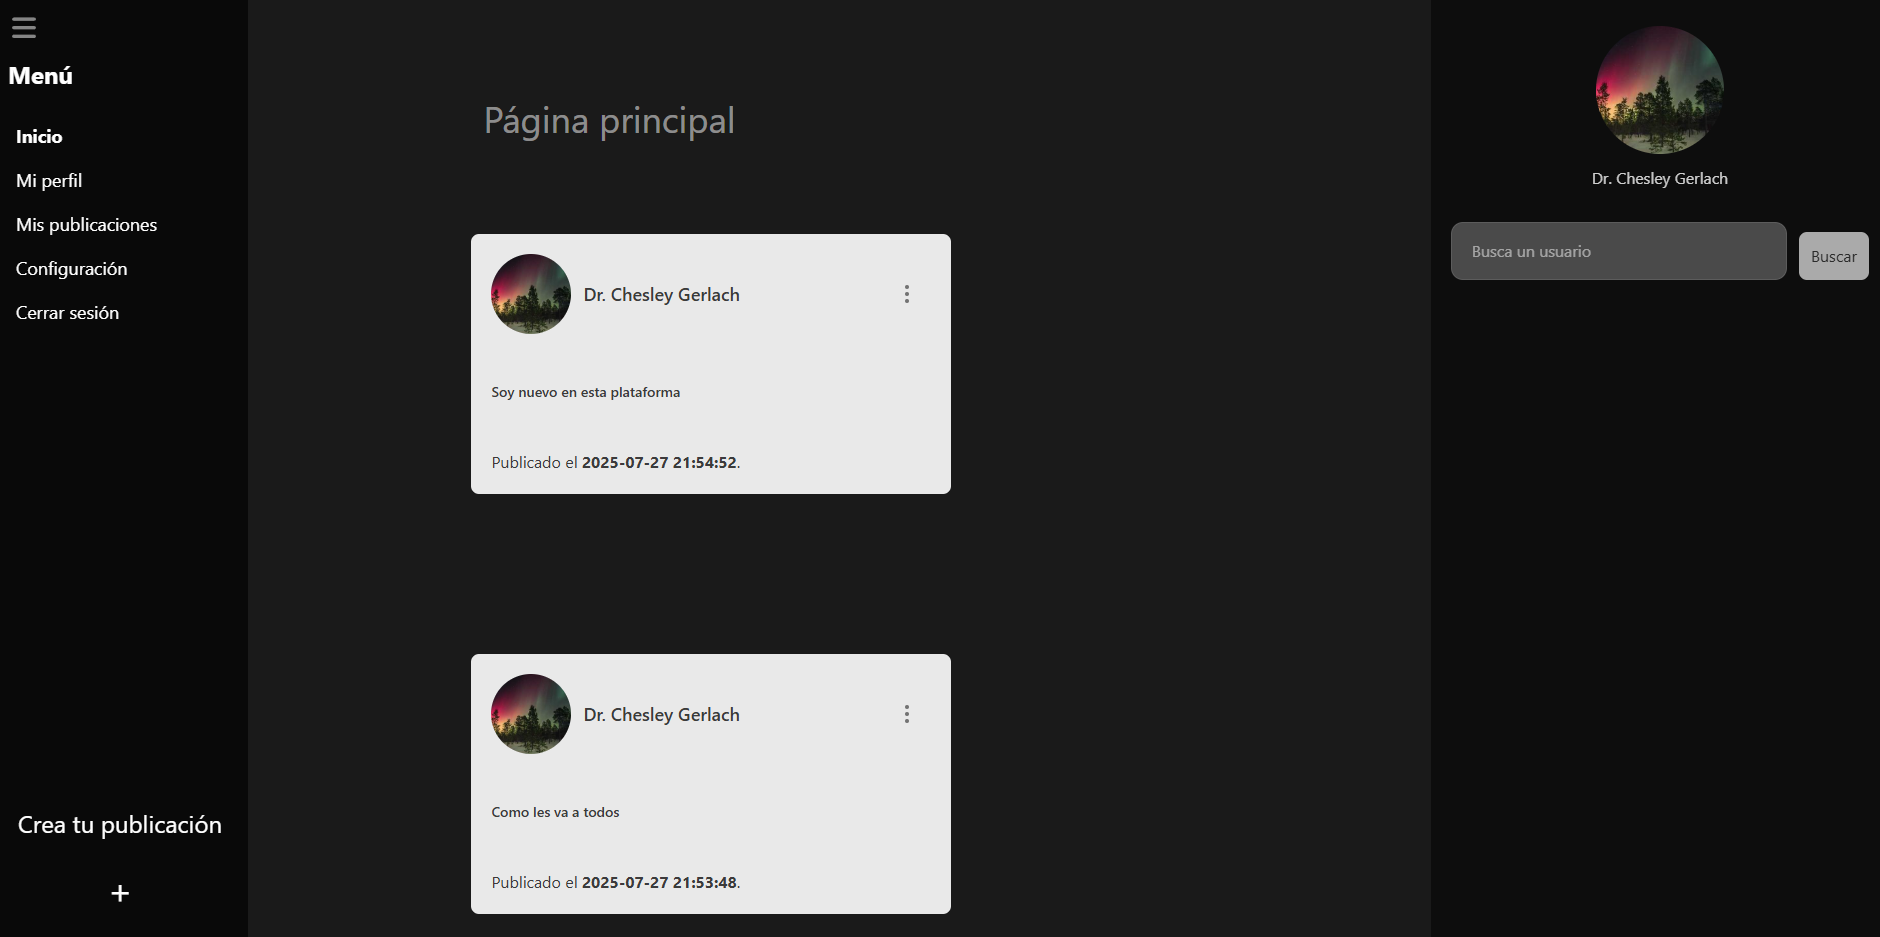 Menú
Inicio
Mi perfil
Mis publicaciones
Configuración
Cerrar sesión
Crea tu publicación
+
Página principal
Dr. Chesley Gerlach
Soy nuevo en esta plataforma
Publicado el 2025-07-27 21:54:52.
Dr. Chesley Gerlach
Como les va a todos
Publicado el 2025-07-27 21:53:48.
Dr. Chesley Gerlach
Busca un usuario
Buscar